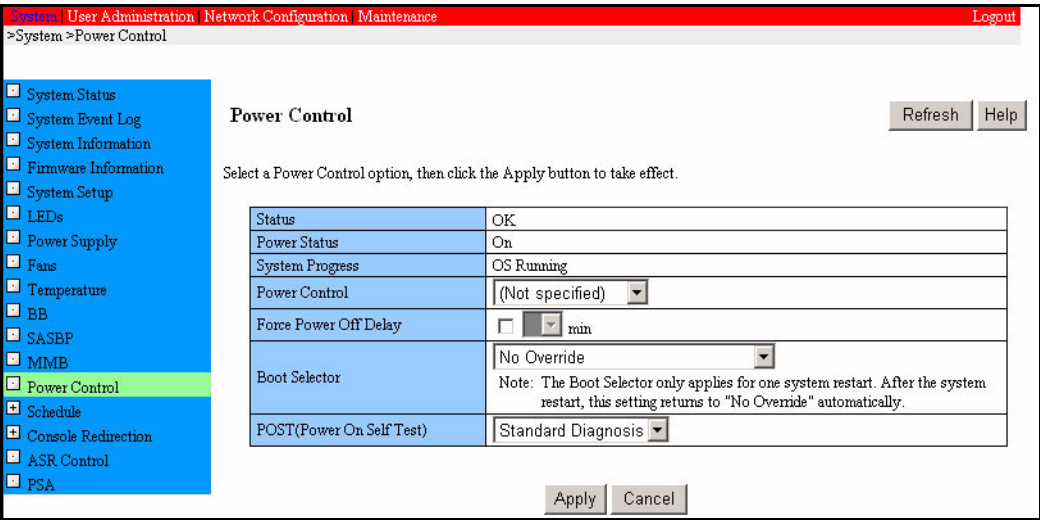 System | User Administration | Network Configuration | Maintenance Logout
>System >Power Control
System Status
System Event Log
System Information
Firmware Information
System Setup
LEDs
Power Supply
Fans
Temperature
BB
SASBP
MMB
Power Control
Schedule
Console Redirection
ASR Control
PSA
Power Control
Refresh Help
Select a Power Control option, then click the Apply button to take effect.
Status OK
Power Status On
System Progress OS Running
Power Control (Not specified)
Force Power Off Delay min
Boot Selector No Override
Note: The Boot Selector only applies for one system restart. After the system
restart, this setting returns to "No Override" automatically.
POST(Power On Self Test) Standard Diagnosis
Apply Cancel